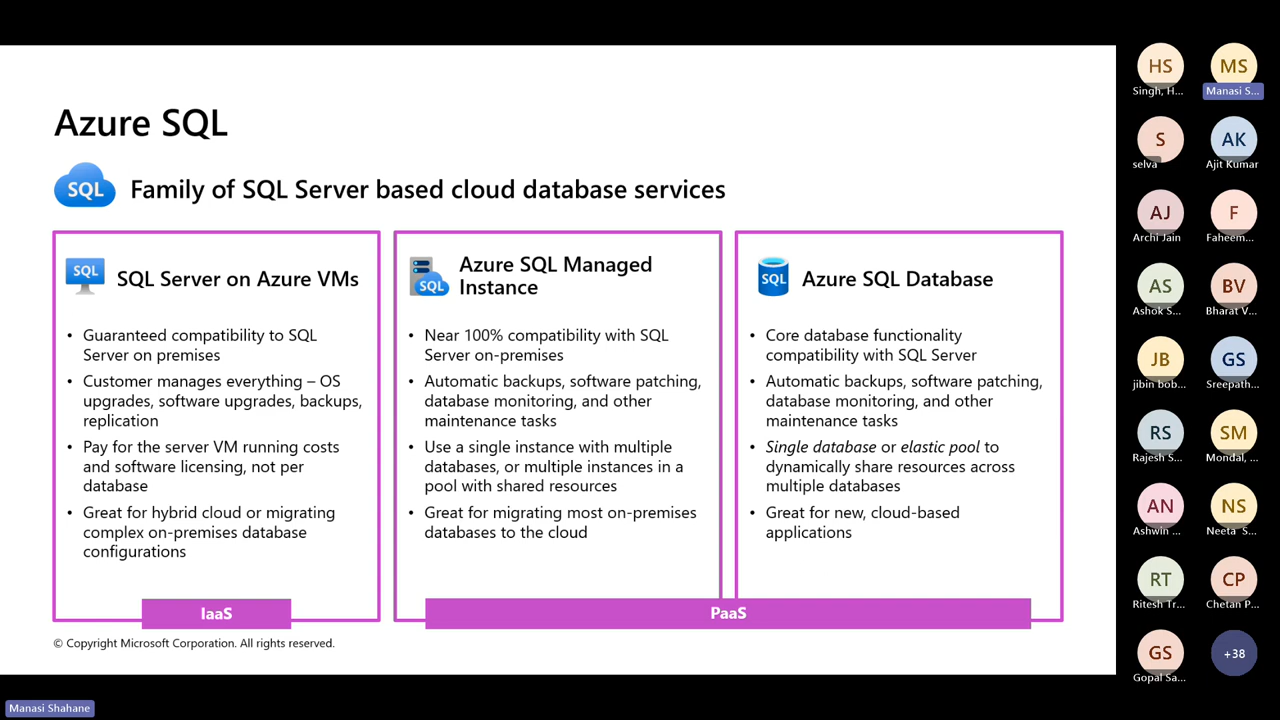 Azure SQL
SQL
Family of SQL Server based cloud database services
SQL
SQL Server on Azure VMs
• Guaranteed compatibility to SQL
Server on premises
• Customer manages everything – OS
upgrades, software upgrades, backups,
replication
• Pay for the server VM running costs
and software licensing, not per
database
• Great for hybrid cloud or migrating
complex on-premises database
configurations
IaaS
SQL
Azure SQL Managed
Instance
• Near 100% compatibility with SQL
Server on-premises
• Automatic backups, software patching,
database monitoring, and other
maintenance tasks
• Use a single instance with multiple
databases, or multiple instances in a
pool with shared resources
• Great for migrating most on-premises
databases to the cloud
SQL
Azure SQL Database
• Core database functionality
compatibility with SQL Server
• Automatic backups, software patching,
database monitoring, and other
maintenance tasks
• Single database or elastic pool to
dynamically share resources across
multiple databases
• Great for new, cloud-based
applications
PaaS
© Copyright Microsoft Corporation. All rights reserved.
Manasi Shahane
HS
Singh, H...
MS
Manasi S...
S
selva
AK
Ajit Kumar
AJ
Archi Jain
F
Faheem...
AS
Ashok S...
BV
Bharat V...
JB
jibin bob...
GS
Sreepath...
RS
Rajesh S...
SM
Mondal, ...
AN
Ashwin ...
NS
Neeta S...
RT
Ritesh Tr...
CP
Chetan P...
GS
Gopal Sa...
+38